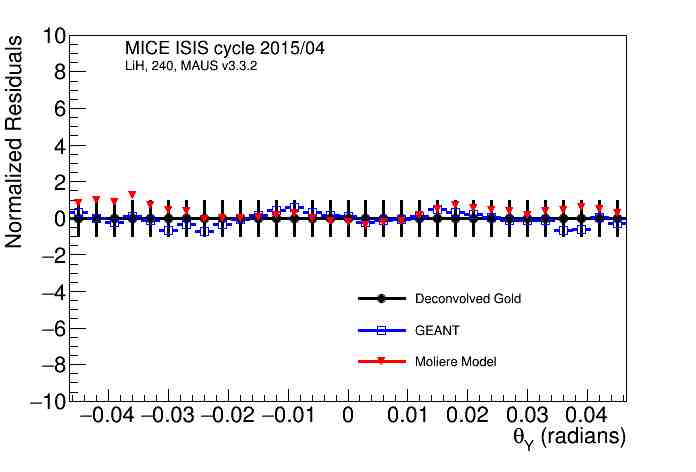 MICE ISIS cycle 2015/04
LiH, 240, MAUS v3.3.2
Normalized Residuals
10
8
6
4
2
0
−2
−4
−6
−8
−10
Deconvolved Gold
GEANT
Moliere Model
−0.04 −0.03 −0.02 −0.01 0 0.01 0.02 0.03 0.04
θY (radians)